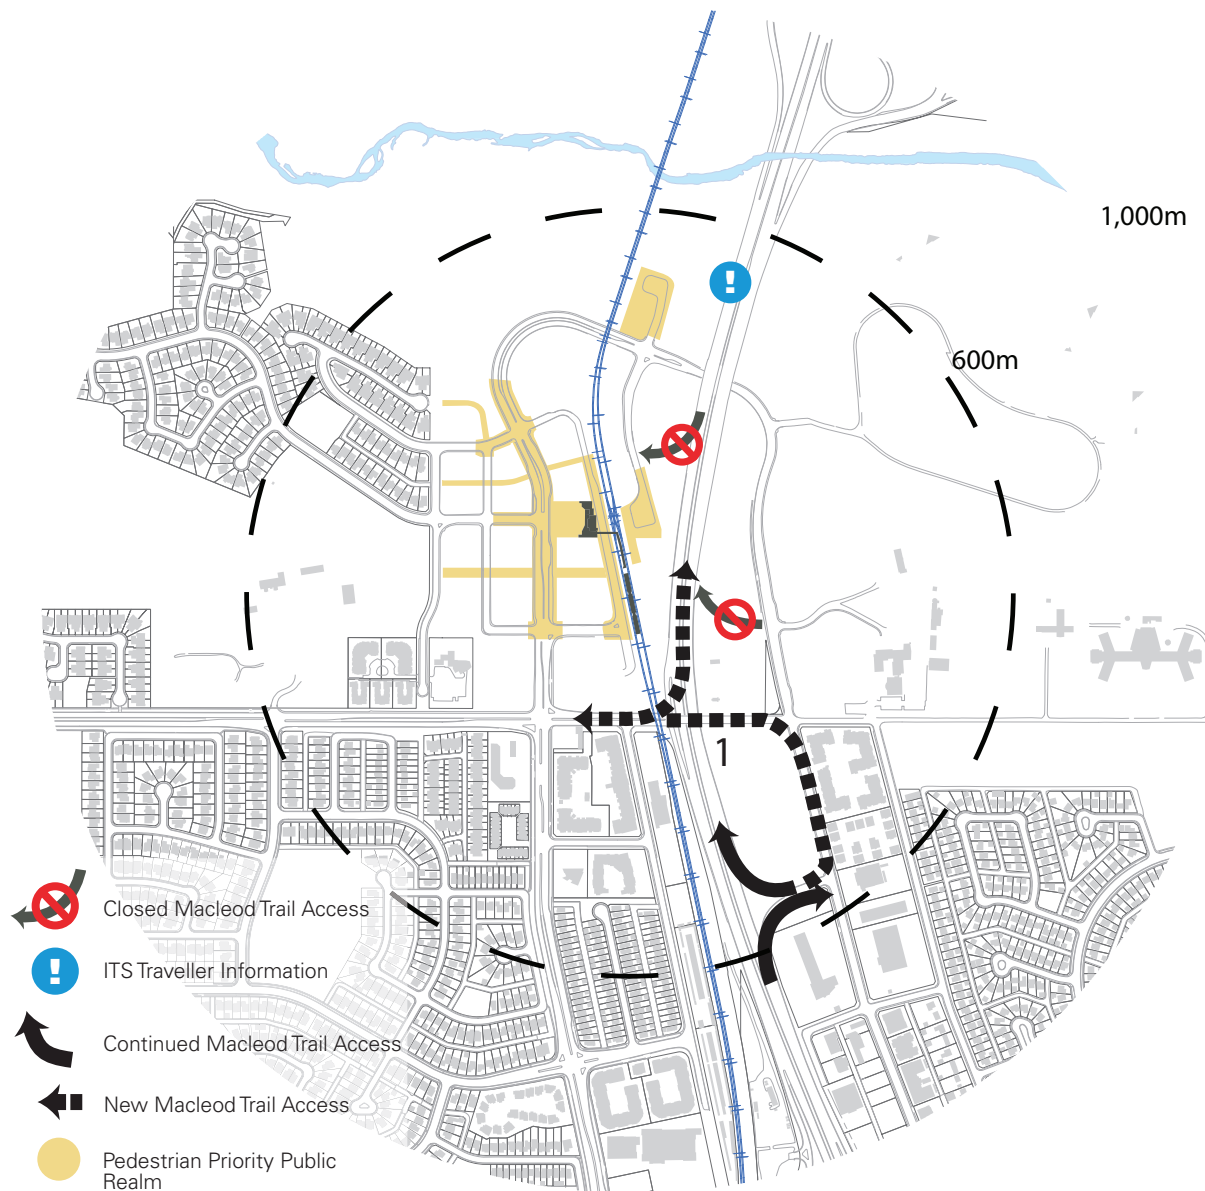 1,000m
600m
1
Closed Macleod Trail Access
ITS Traveller Information
Continued Macleod Trail Access
New Macleod Trail Access
Pedestrian Priority Public
Realm